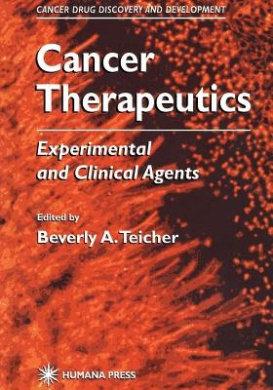 CANCER DRUG DISCOVERY AND DEVELOPMENT
Cancer
Therapeutics
Experimental
and Clinical Agents
Edited by
Beverly A. Teicher
HUMANA PRESS